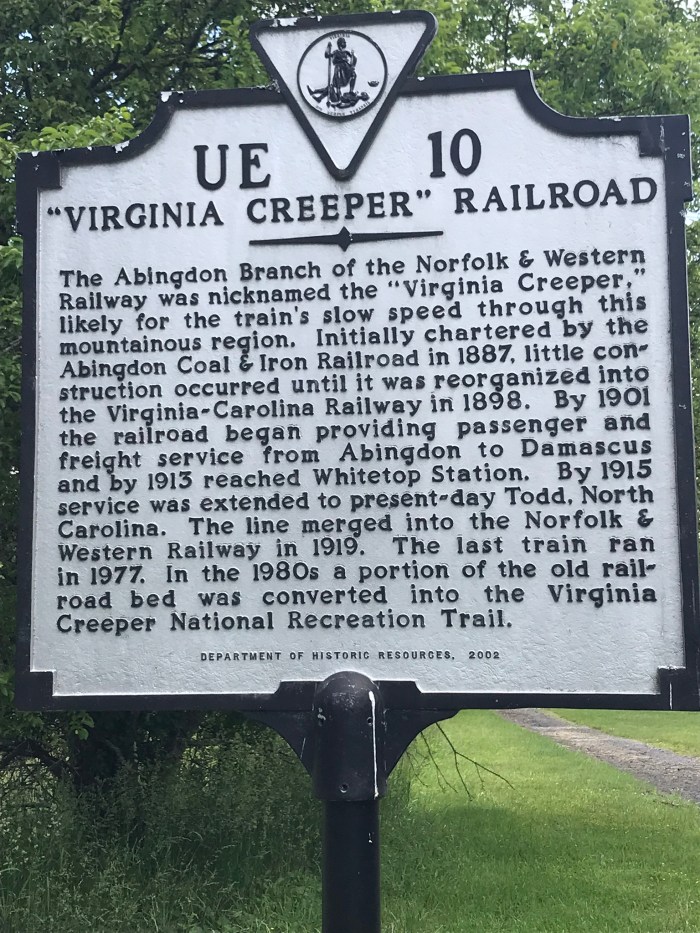 UE 10
"VIRGINIA CREEPER" RAILROAD
The Abingdon Branch of the Norfolk & Western
Railway was nicknamed the "Virginia Creeper,"
likely for the train's slow speed through this
mountainous region. Initially chartered by the
Abingdon Coal & Iron Railroad in 1887, little con-
struction occurred until it was reorganized into
the Virginia-Carolina Railway in 1898. By 1901
the railroad began providing passenger and
freight service from Abingdon to Damascus
and by 1913 reached Whitetop Station. By 1915
service was extended to present-day Todd, North
Carolina. The line merged into the Norfolk &
Western Railway in 1919. The last train ran
in 1977. In the 1980s a portion of the old rail-
road bed was converted into the Virginia
Creeper National Recreation Trail.
DEPARTMENT OF HISTORIC RESOURCES, 2002